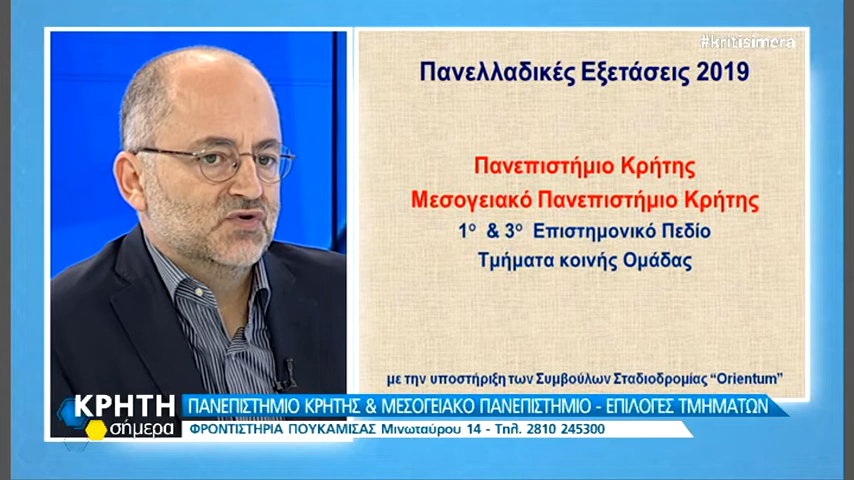 #kritisimera
Πανελλαδικές Εξετάσεις 2019
Πανεπιστήμιο Κρήτης
Μεσογειακό Πανεπιστήμιο Κρήτης
1ο & 3ο Επιστημονικό Πεδίο
Τμήματα κοινής Ομάδας
με την υποστήριξη των Συμβούλων Σταδιοδρομίας “Orientum”
ΚΡΗΤΗ
σήμερα
ΠΑΝΕΠΙΣΤΗΜΙΟ ΚΡΗΤΗΣ & ΜΕΣΟΓΕΙΑΚΟ ΠΑΝΕΠΙΣΤΗΜΙΟ - ΕΠΙΛΟΓΕΣ ΤΜΗΜΑΤΩΝ
ΦΡΟΝΤΙΣΤΗΡΙΑ ΠΟΥΚΑΜΙΣΑΣ Μινωταύρου 14 - Τηλ. 2810 245300